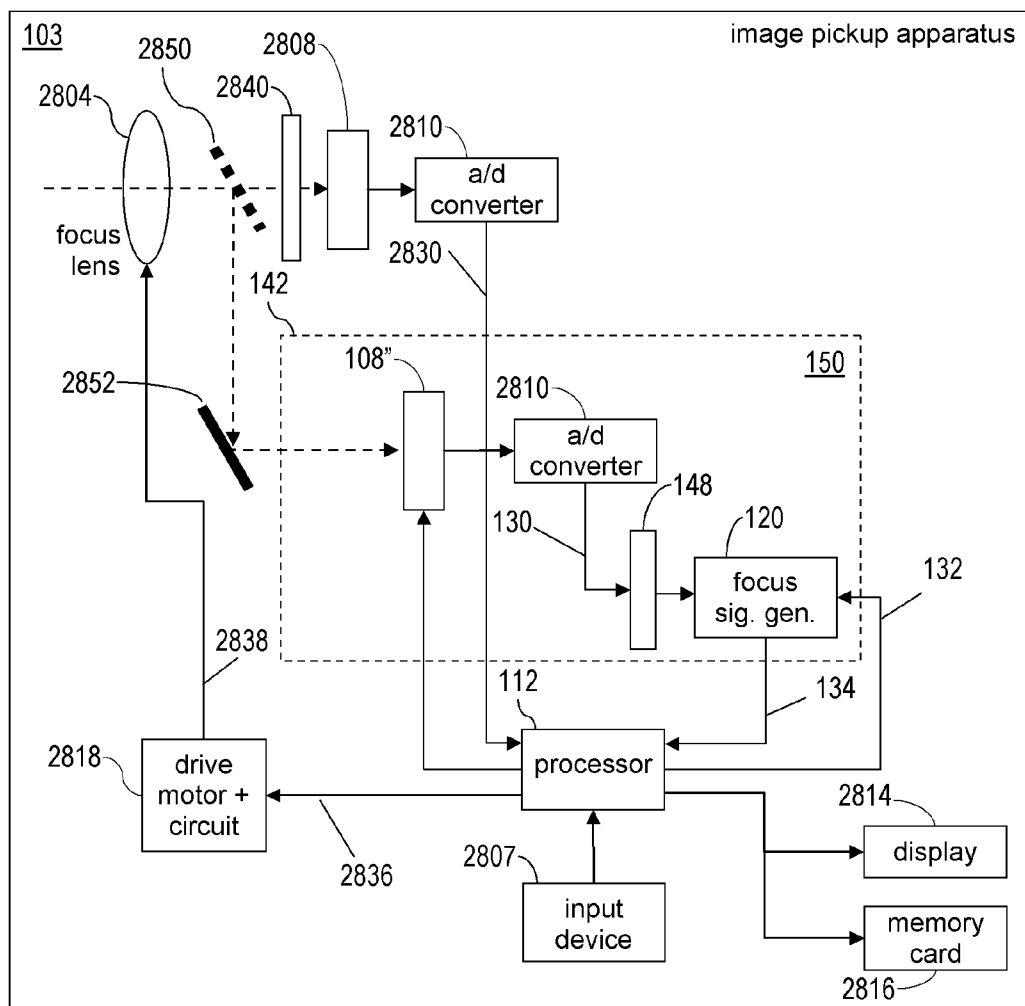 103
image pickup apparatus
2850
2808
2840
2804
2810
a/d
converter
focus
lens
2830
142
108”
150
2852
2810
a/d
converter
148
130
120
focus
sig. gen.
132
2838
112
134
2818
drive
motor +
circuit
processor
2814
display
2836
2807
input
device
memory
card
2816